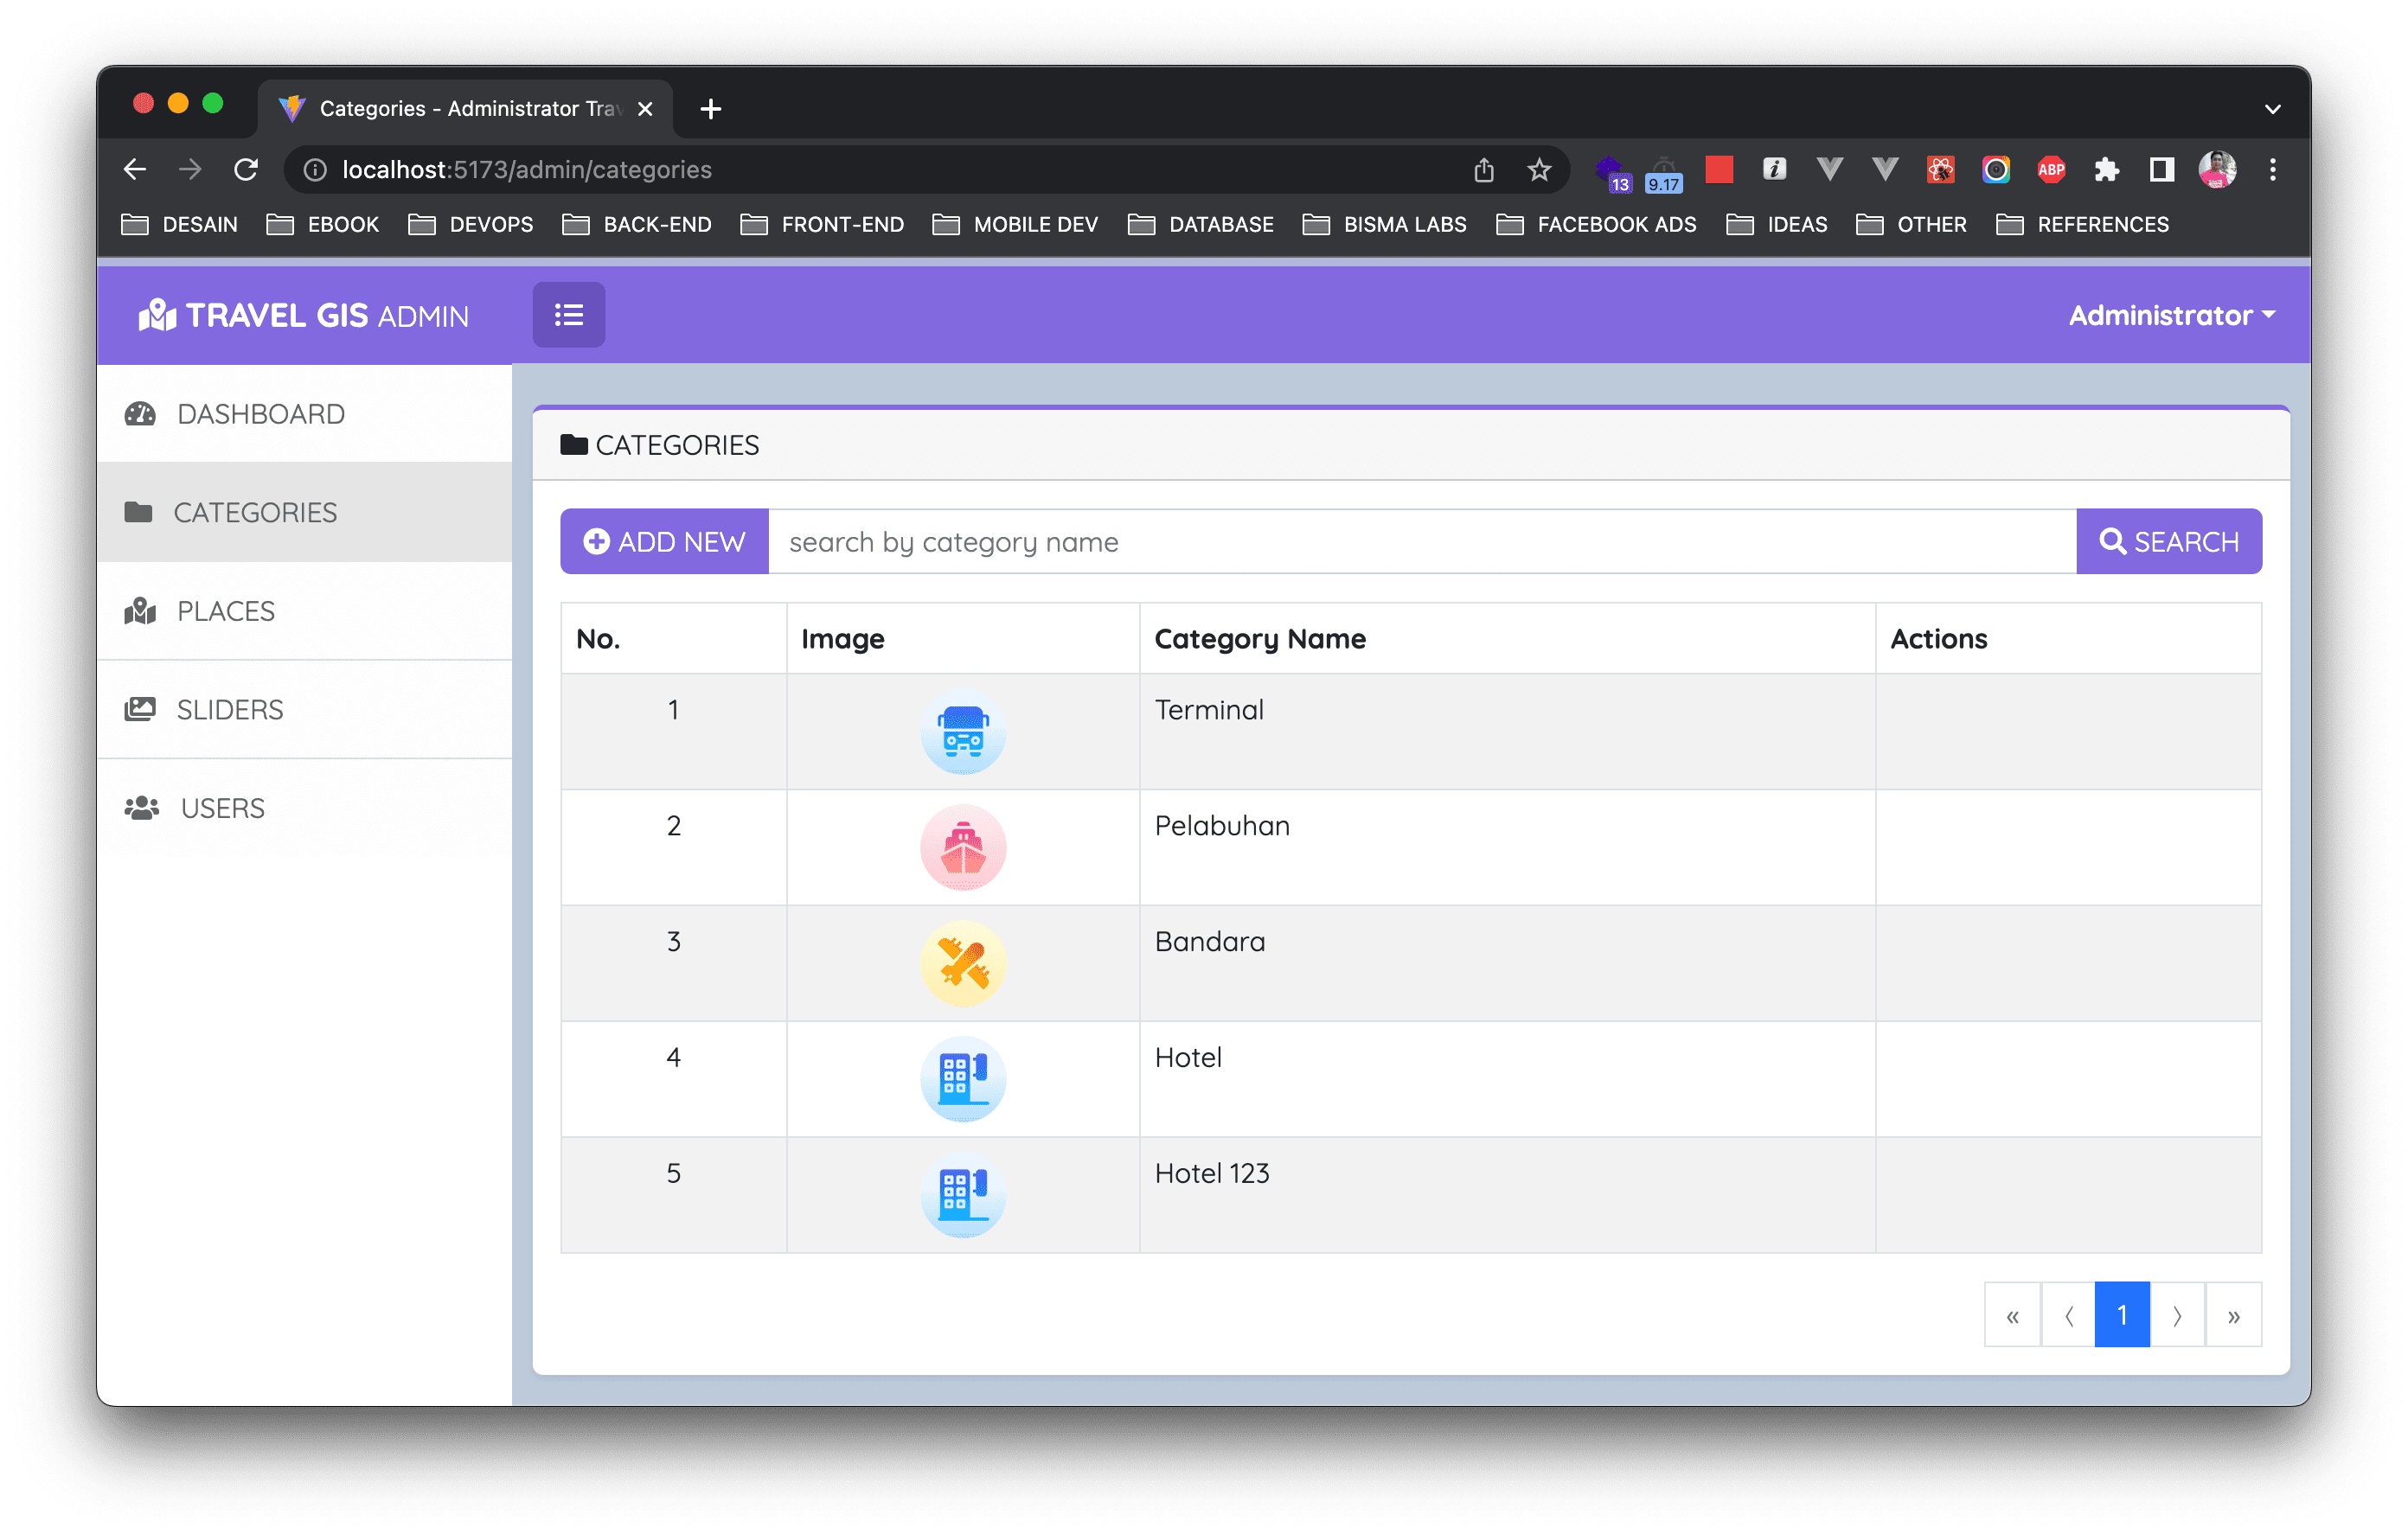 Categories - Administrator Trav
localhost:5173/admin/categories
13
9.17
ABP
DESAIN EBOOK DEVOPS BACK-END FRONT-END MOBILE DEV DATABASE BISMA LABS FACEBOOK ADS IDEAS OTHER REFERENCES
TRAVEL GIS ADMIN
Administrator
DASHBOARD
CATEGORIES
PLACES
SLIDERS
USERS
CATEGORIES
ADD NEW search by category name SEARCH
No. Image Category Name Actions
1 Terminal
2 Pelabuhan
3 Bandara
4 Hotel
5 Hotel 123
« ‹ 1 › »